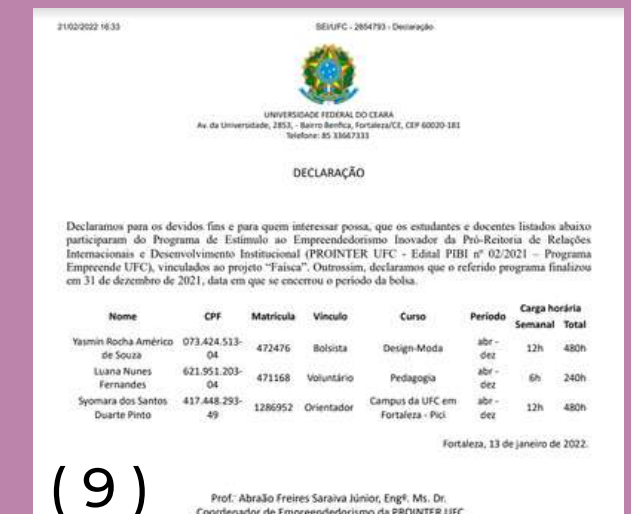 21/02/2022 16:33 SEI/UFC - 2854793 - Declaração
UNIVERSIDADE FEDERAL DO CEARÁ
Av. da Universidade, 2853, - Bairro Benfica, Fortaleza/CE, CEP 60020-181
Telefone: 85 33667333
DECLARAÇÃO
Declaramos para os devidos fins e para quem interessar possa, que os estudantes e docentes listados abaixo
participaram do Programa de Estímulo ao Empreendedorismo Inovador da Pró-Reitoria de Relações
Internacionais e Desenvolvimento Institucional (PROINTER UFC - Edital PIBI nº 02/2021 – Programa
Empreende UFC), vinculados ao projeto “Faísca”. Outrossim, declaramos que o referido programa finalizou
em 31 de dezembro de 2021, data em que se encerrou o período da bolsa.
Carga horária
Nome CPF Matrícula Vínculo Curso Período Semanal Total
Yasmin Rocha Américo 073.424.513- abr -
de Souza 04 472476 Bolsista Design-Moda dez 12h 480h
Luana Nunes 621.951.203- abr -
Fernandes 04 471168 Voluntário Pedagogia dez 6h 240h
Syomara dos Santos 417.448.293- Campus da UFC em abr -
Duarte Pinto 49 1286952 Orientador Fortaleza - Pici dez 12h 480h
Fortaleza, 13 de janeiro de 2022.
(9)
Prof.º Abraão Freires Saraiva Júnior, Engº. Ms. Dr.
Coordenador de Empreendedorismo da PROINTER UFC